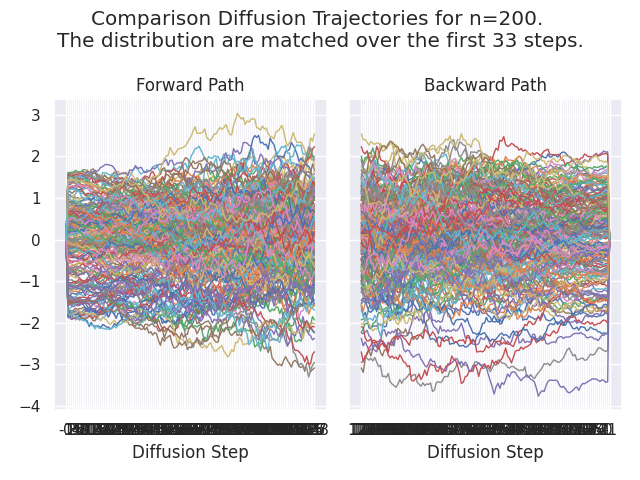 Comparison Diffusion Trajectories for n=200.
The distribution are matched over the first 33 steps.
Forward Path
Backward Path
3
2
1
0
−1
−2
−3
−4
Diffusion Step
Diffusion Step